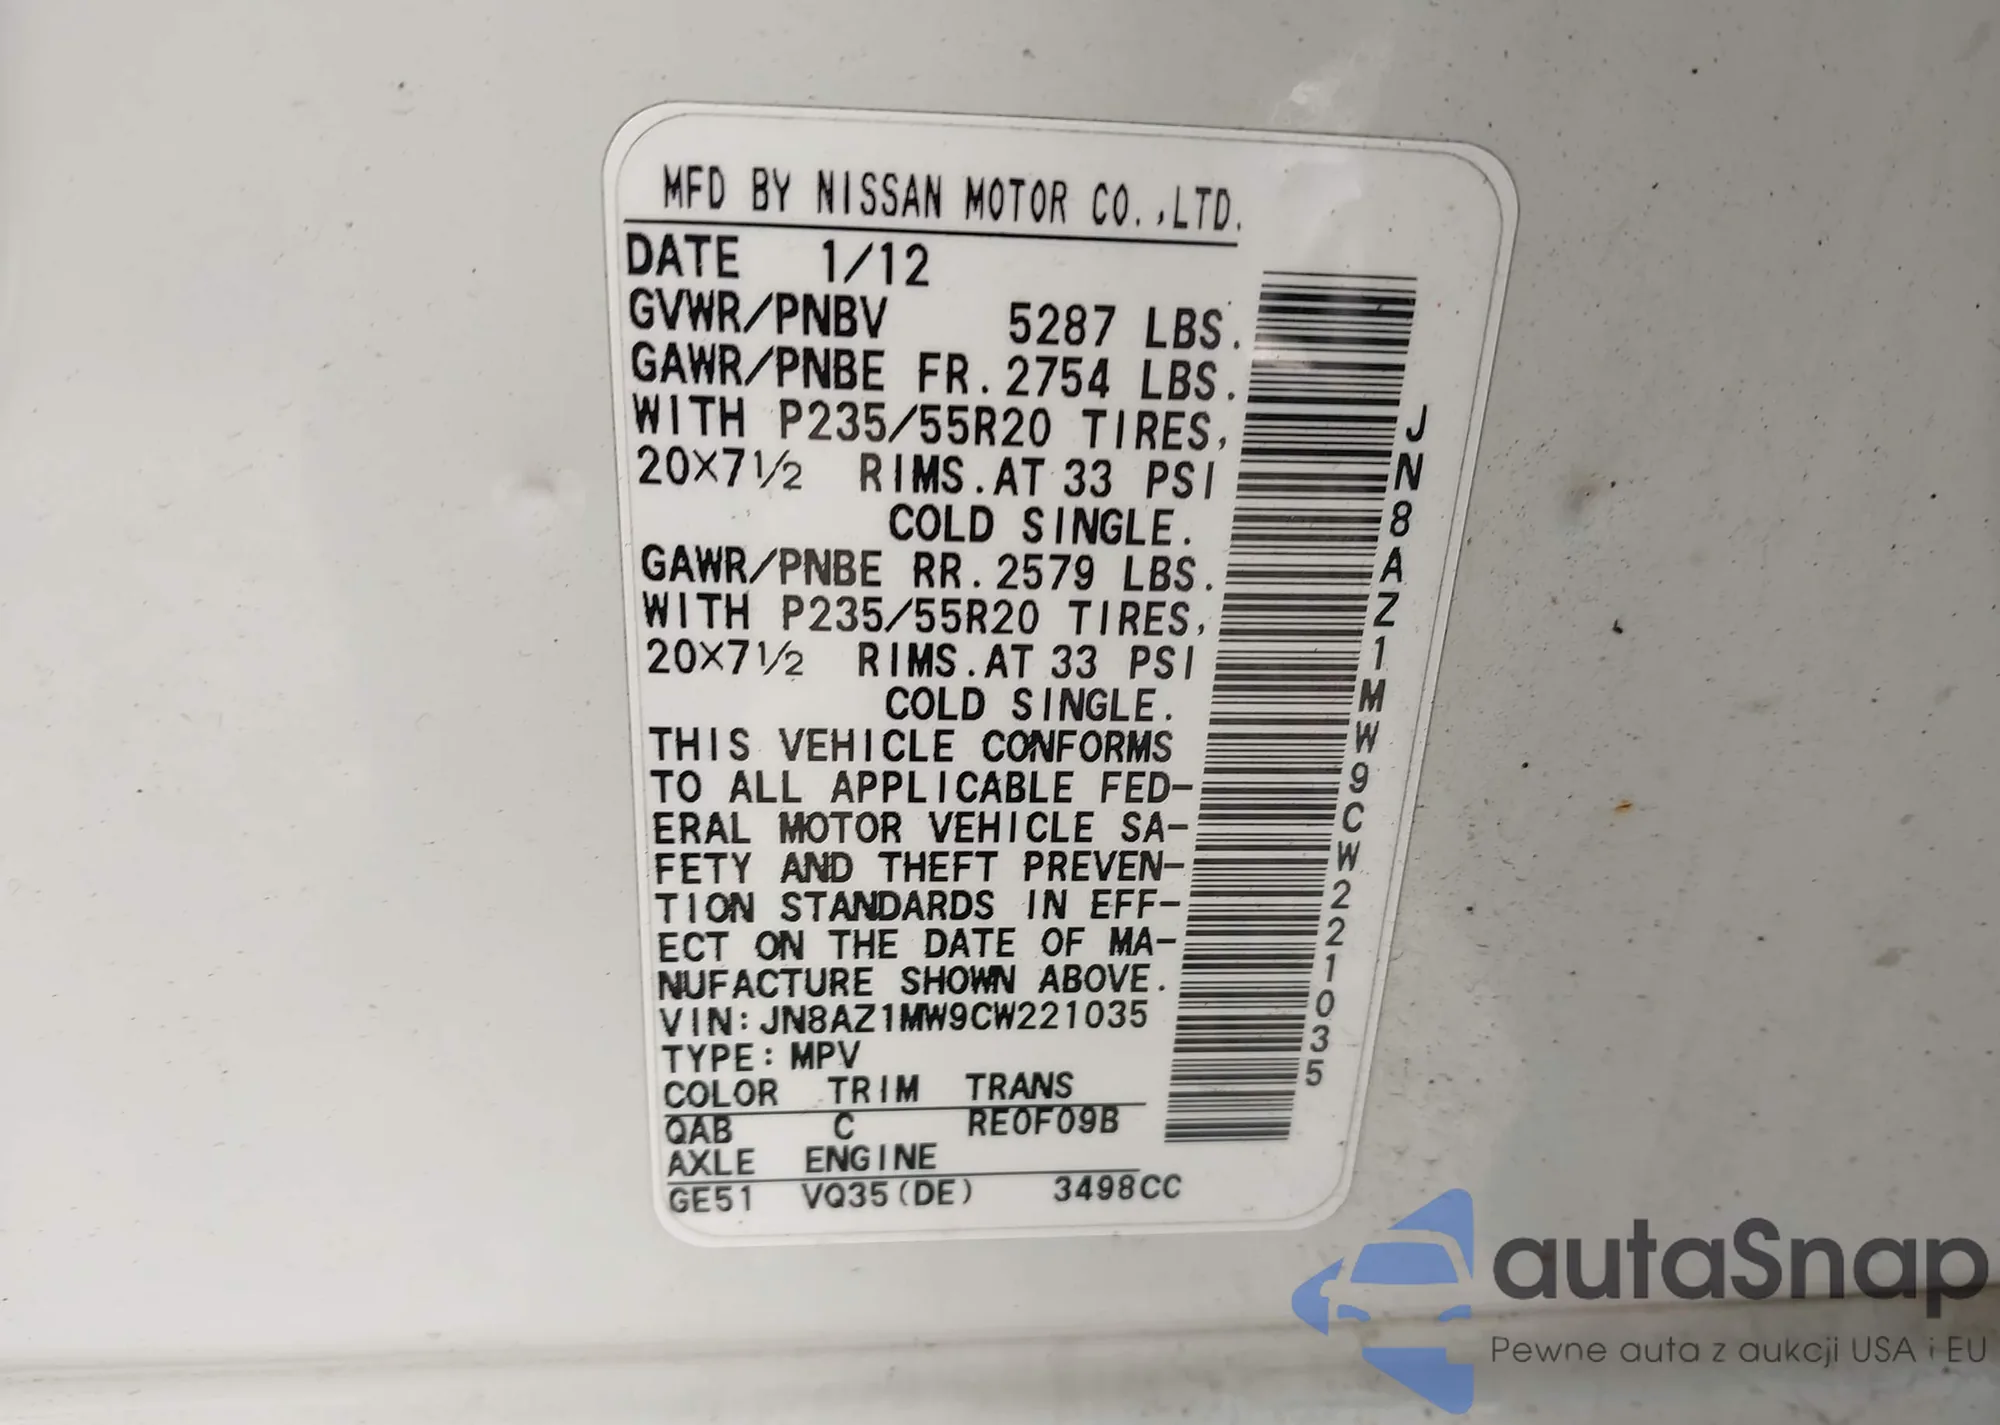 MFD BY NISSAN MOTOR CO.,LTD.
DATE 1/12
GVWR/PNBV 5287 LBS.
GAWR/PNBE FR. 2754 LBS.
WITH P235/55R20 TIRES,
20×7½ RIMS. AT 33 PSI
COLD SINGLE.
GAWR/PNBE RR. 2579 LBS.
WITH P235/55R20 TIRES,
20×7½ RIMS. AT 33 PSI
COLD SINGLE.
THIS VEHICLE CONFORMS
TO ALL APPLICABLE FED-
ERAL MOTOR VEHICLE SA-
FETY AND THEFT PREVEN-
TION STANDARDS IN EFF-
ECT ON THE DATE OF MA-
NUFACTURE SHOWN ABOVE.
VIN: JN8AZ1MW9CW221035
TYPE: MPV
COLOR TRIM TRANS
QAB C RE0F09B
AXLE ENGINE
GE51 VQ35(DE) 3498CC
JN8AZ1MW9CW221035
autaSnap
Pewne auta z aukcji USA i EU